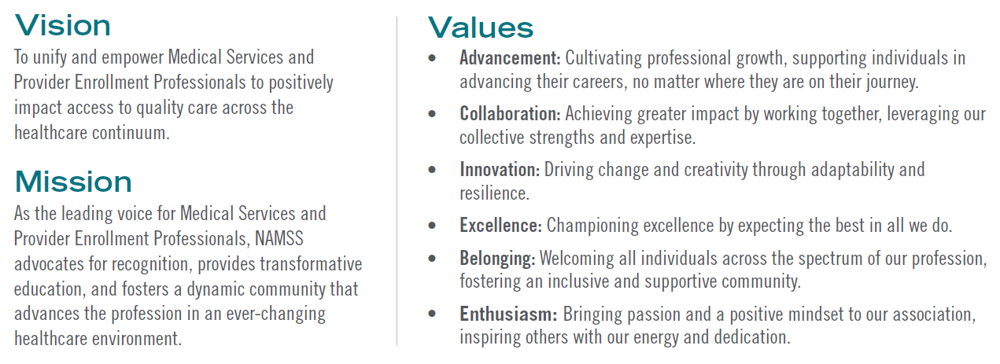 Vision
To unify and empower Medical Services and
Provider Enrollment Professionals to positively
impact access to quality care across the
healthcare continuum.
Mission
As the leading voice for Medical Services and
Provider Enrollment Professionals, NAMSS
advocates for recognition, provides transformative
education, and fosters a dynamic community that
advances the profession in an ever-changing
healthcare environment.
Values
• Advancement: Cultivating professional growth, supporting individuals in
advancing their careers, no matter where they are on their journey.
• Collaboration: Achieving greater impact by working together, leveraging our
collective strengths and expertise.
• Innovation: Driving change and creativity through adaptability and
resilience.
• Excellence: Championing excellence by expecting the best in all we do.
• Belonging: Welcoming all individuals across the spectrum of our profession,
fostering an inclusive and supportive community.
• Enthusiasm: Bringing passion and a positive mindset to our association,
inspiring others with our energy and dedication.